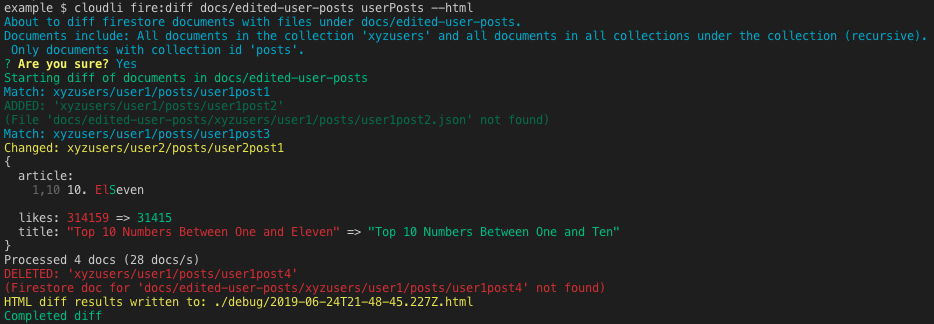 example $ cloudli fire:diff docs/edited-user-posts userPosts --html
About to diff firestore documents with files under docs/edited-user-posts.
Documents include: All documents in the collection 'xyzusers' and all documents in all collections under the collection (recursive).
Only documents with collection id 'posts'.
? Are you sure? Yes
Starting diff of documents in docs/edited-user-posts
Match: xyzusers/user1/posts/user1post1
ADDED: 'xyzusers/user1/posts/user1post2'
(File 'docs/edited-user-posts/xyzusers/user1/posts/user1post2.json' not found)
Match: xyzusers/user1/posts/user1post3
Changed: xyzusers/user2/posts/user2post1
{
  article:
    1,10 10. ElSeven
  likes: 314159 => 31415
  title: "Top 10 Numbers Between One and Eleven" => "Top 10 Numbers Between One and Ten"
}
Processed 4 docs (28 docs/s)
DELETED: 'xyzusers/user1/posts/user1post4'
(Firestore doc for 'docs/edited-user-posts/xyzusers/user1/posts/user1post4' not found)
HTML diff results written to: ./debug/2019-06-24T21-48-45.227Z.html
Completed diff